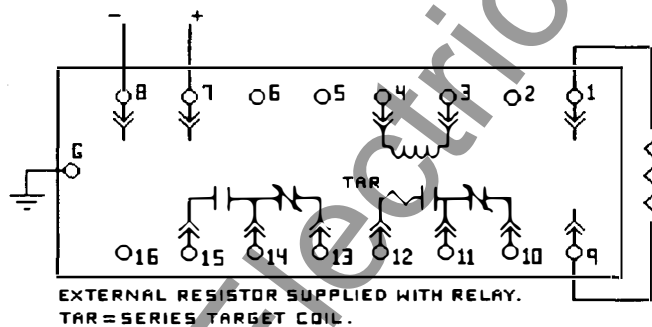 - +
8 7 6 5 4 3 2 1
G
TAR
16 15 14 13 12 11 10 9
EXTERNAL RESISTOR SUPPLIED WITH RELAY.
TAR=SERIES TARGET COIL.
Electric